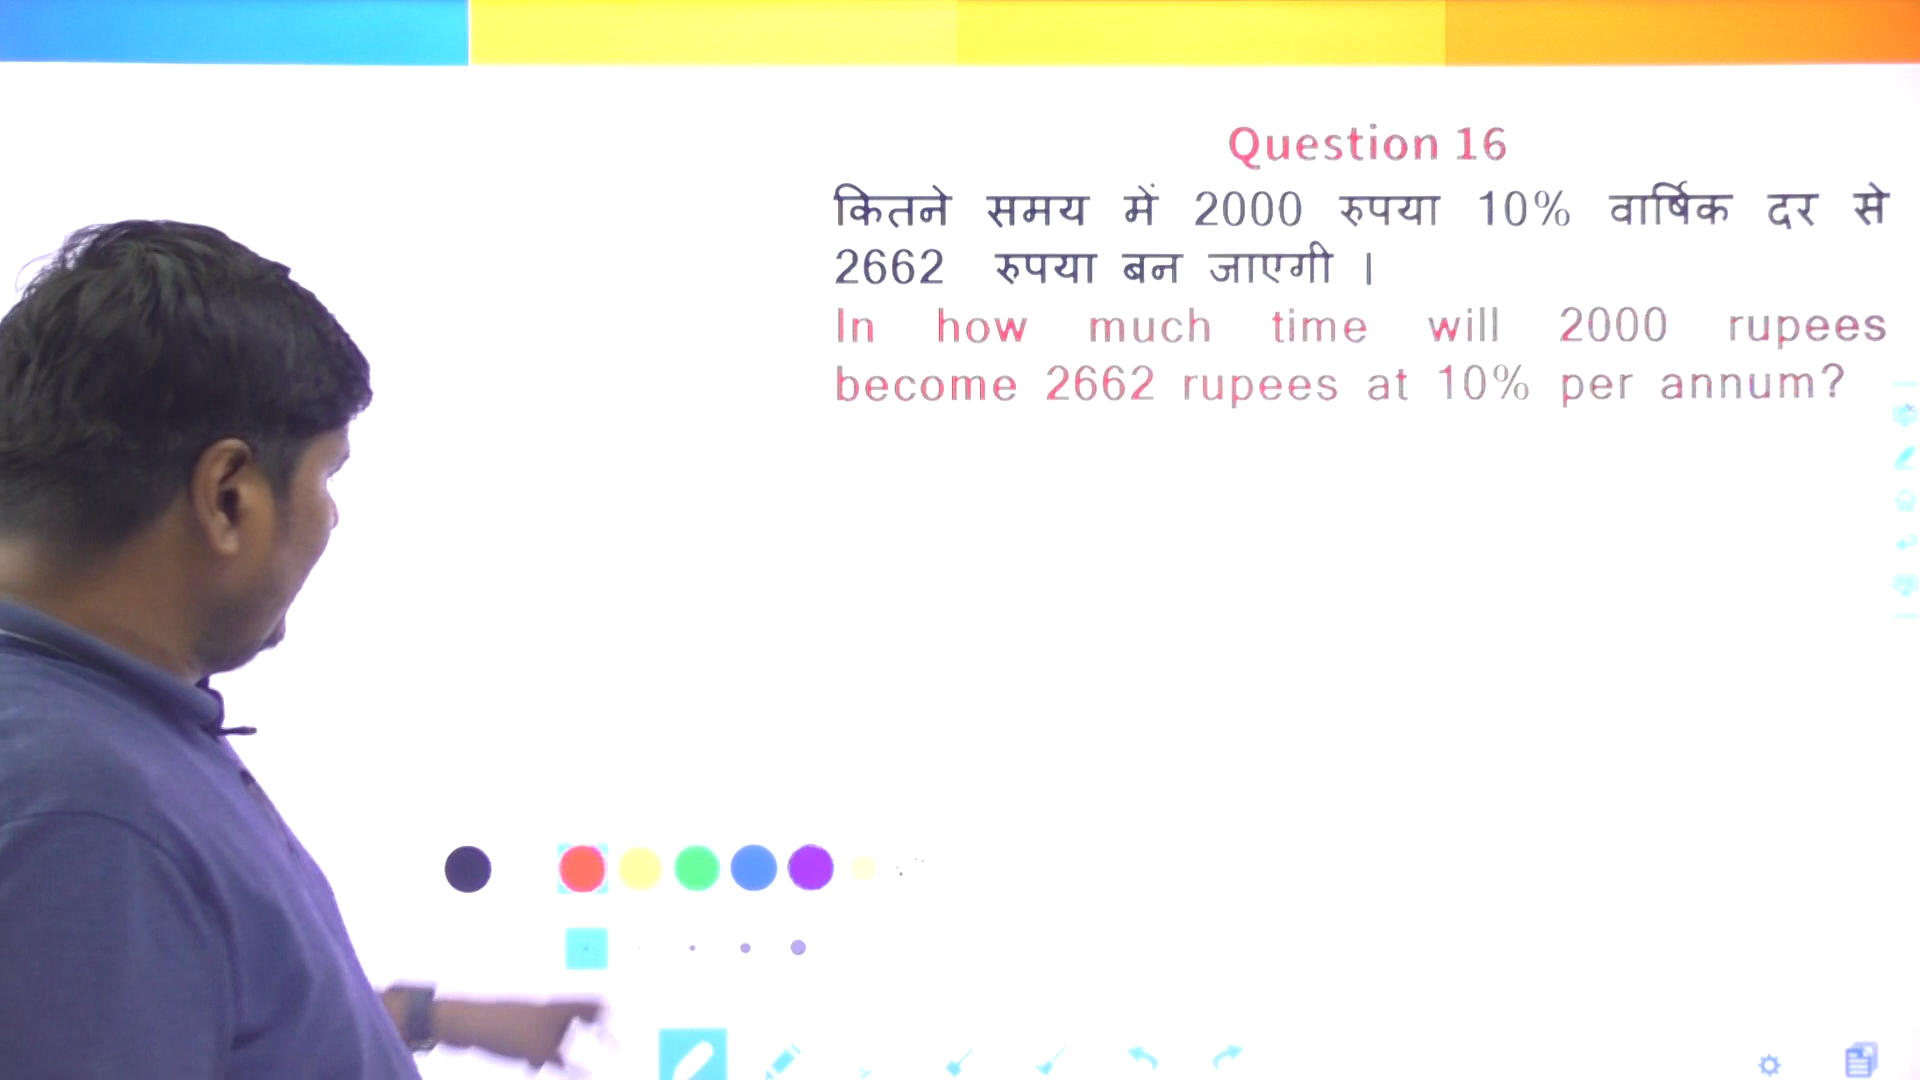 Question 16
कितने समय में 2000 रुपया 10% वार्षिक दर से
2662 रुपया बन जाएगी ।
In how much time will 2000 rupees
become 2662 rupees at 10% per annum?